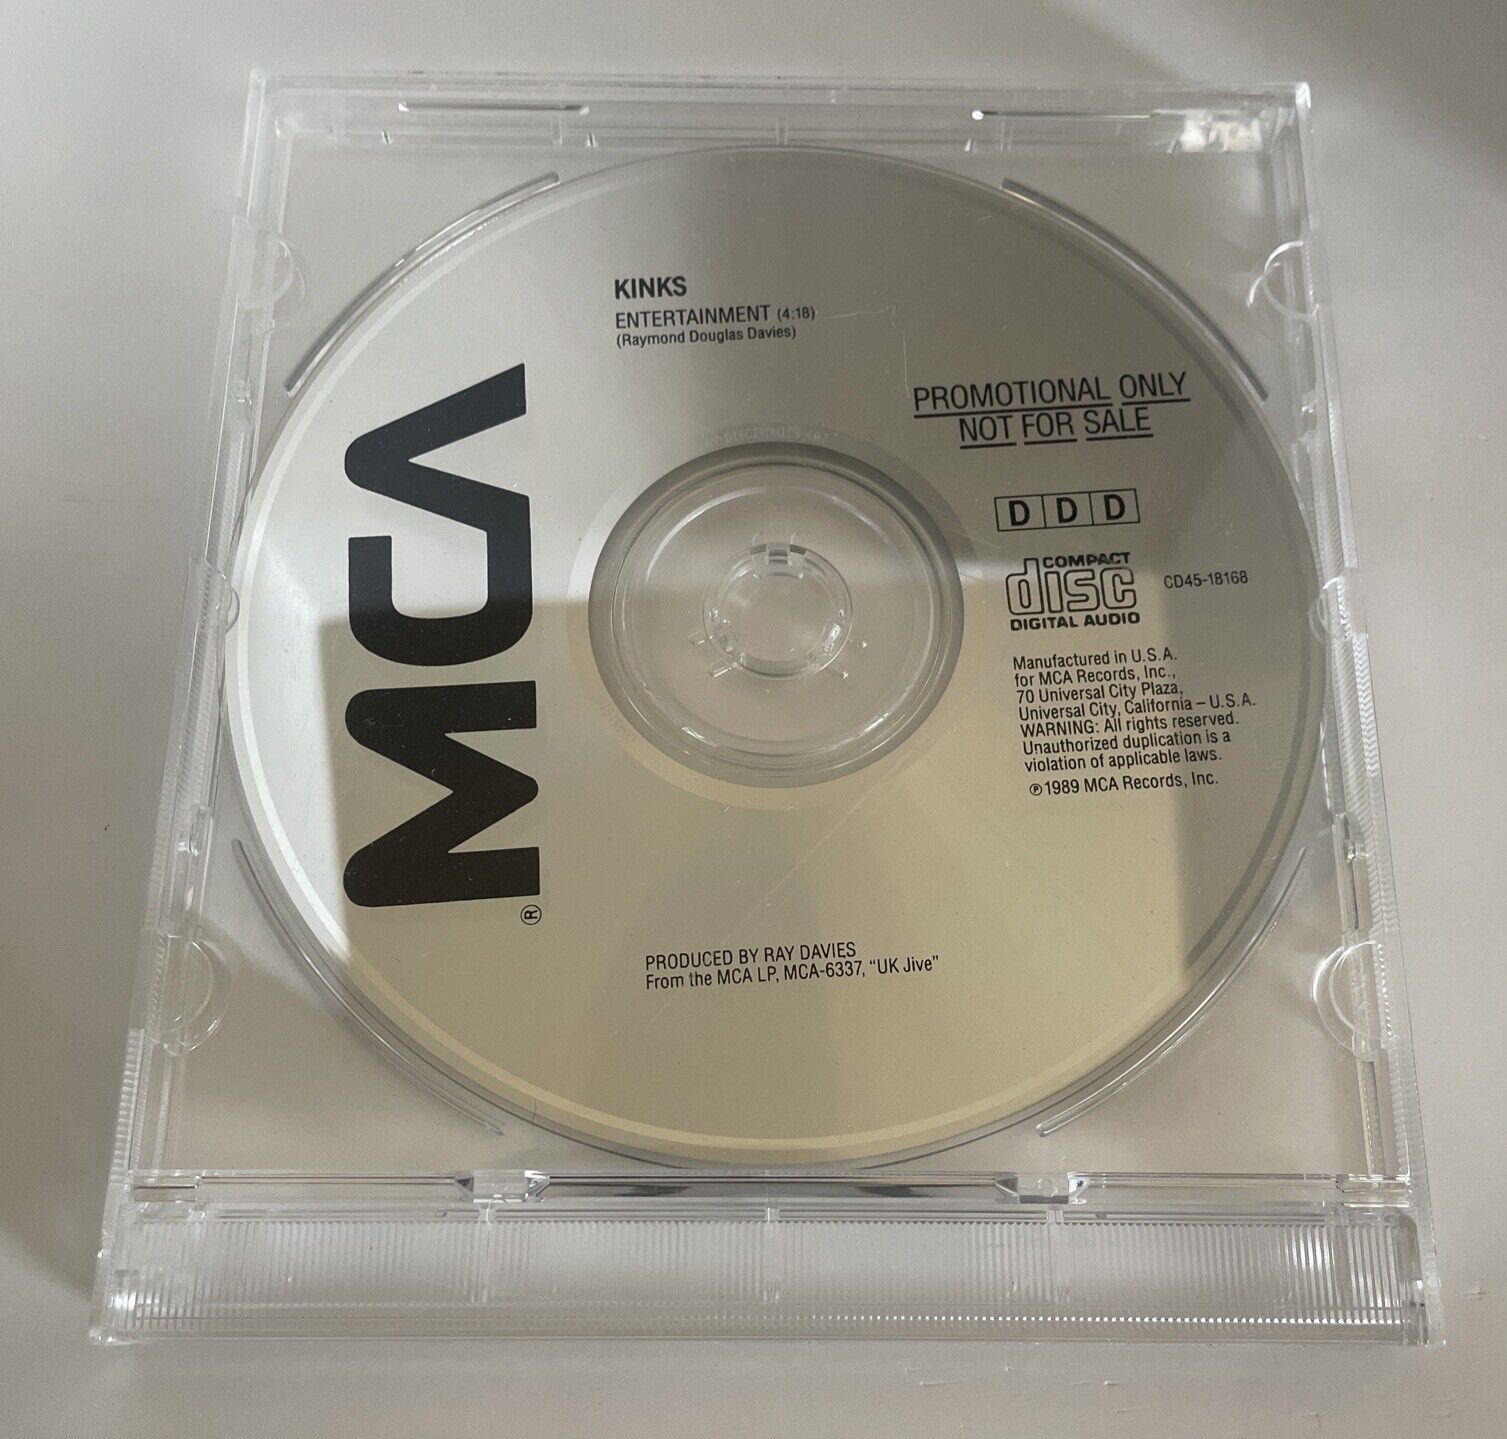 KINKS
ENTERTAINMENT (4:18)
(Raymond Douglas Davies)
PROMOTIONAL ONLY
NOT FOR SALE
MCA
®
D D D
COMPACT
disc
DIGITAL AUDIO
CD45-18168
Manufactured in U.S.A.
for MCA Records, Inc.,
70 Universal City Plaza,
Universal City, California – U.S.A.
WARNING: All rights reserved.
Unauthorized duplication is a
violation of applicable laws.
℗1989 MCA Records, Inc.
PRODUCED BY RAY DAVIES
From the MCA LP, MCA-6337, “UK Jive”